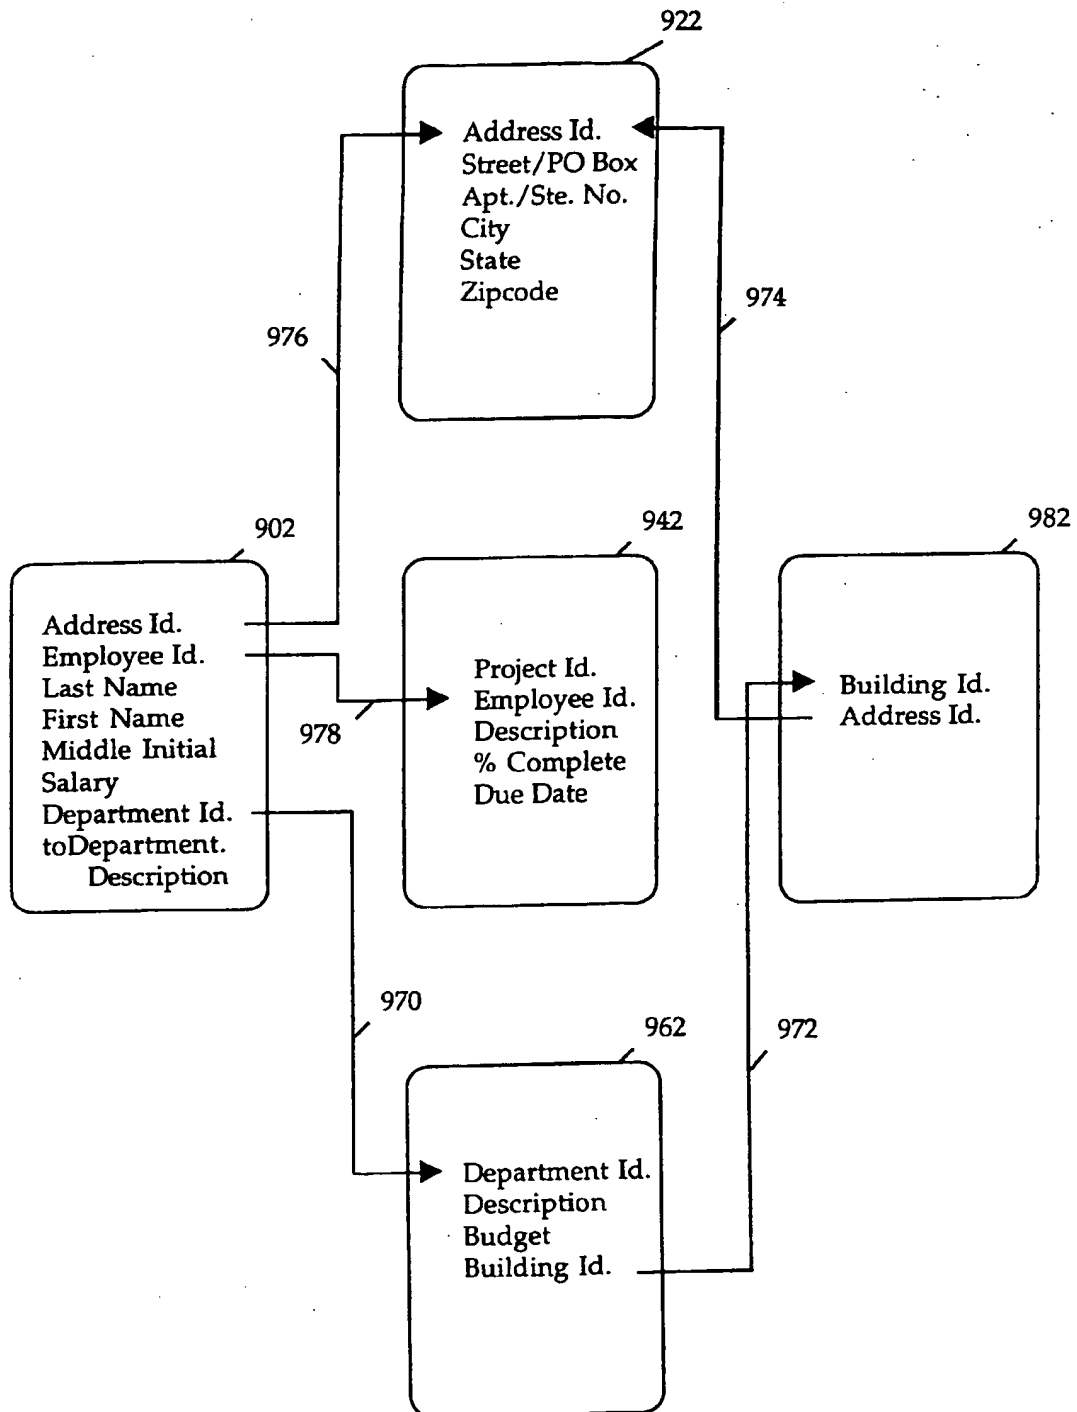 922
Address Id.
Street/PO Box
Apt./Ste. No.
City
State
Zipcode
976
974
902
Address Id.
Employee Id.
Last Name
First Name
Middle Initial
Salary
Department Id.
toDepartment.
Description
978
942
Project Id.
Employee Id.
Description
% Complete
Due Date
982
Building Id.
Address Id.
970
962
Department Id.
Description
Budget
Building Id.
972